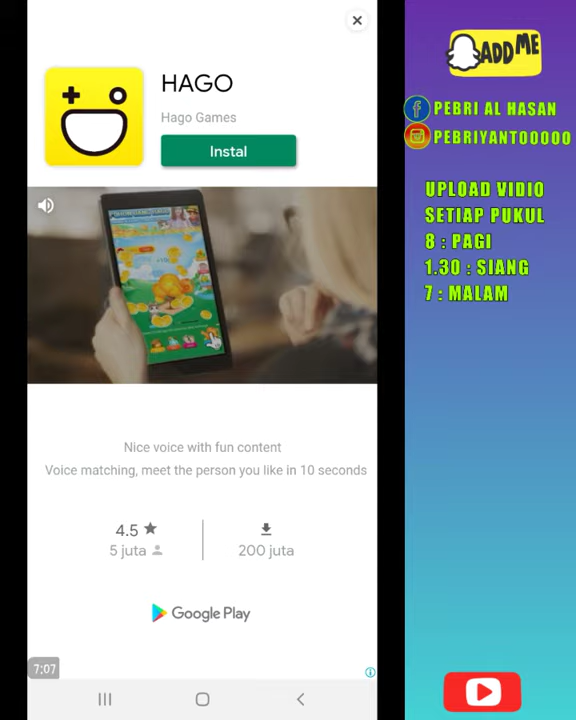 HAGO
Hago Games
Instal
Nice voice with fun content
Voice matching, meet the person you like in 10 seconds
4.5
5 juta
200 juta
Google Play
7:07
ADD ME
PEBRI AL HASAN
PEBRIYANTOOOOO
UPLOAD VIDIO
SETIAP PUKUL
8 : PAGI
1.30 : SIANG
7 : MALAM